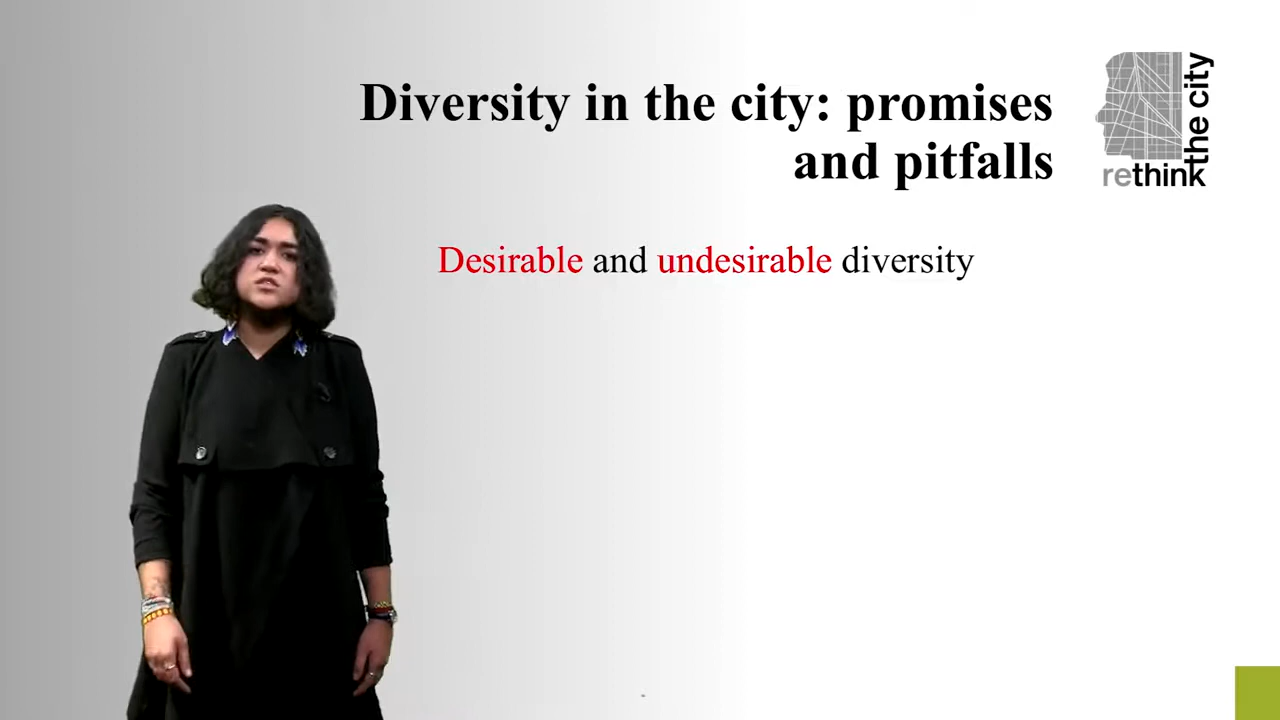 Diversity in the city: promises
and pitfalls
Desirable and undesirable diversity
rethink
the city